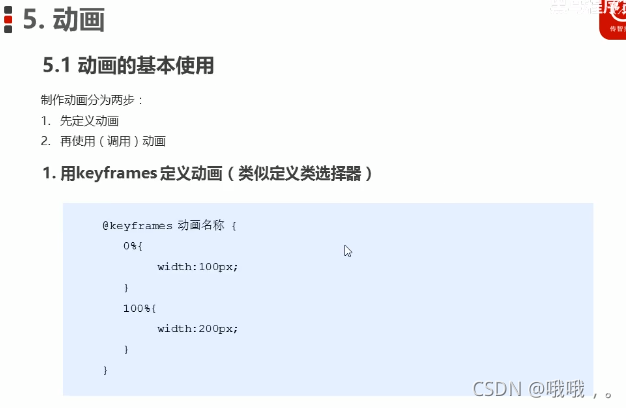 5. 动画
5.1 动画的基本使用
制作动画分为两步：
1. 先定义动画
2. 再使用（调用）动画
1. 用keyframes 定义动画（类似定义类选择器）
@keyframes 动画名称 {
0%{
width:100px;
}
100%{
width:200px;
}
}
CSDN @哦哦，。